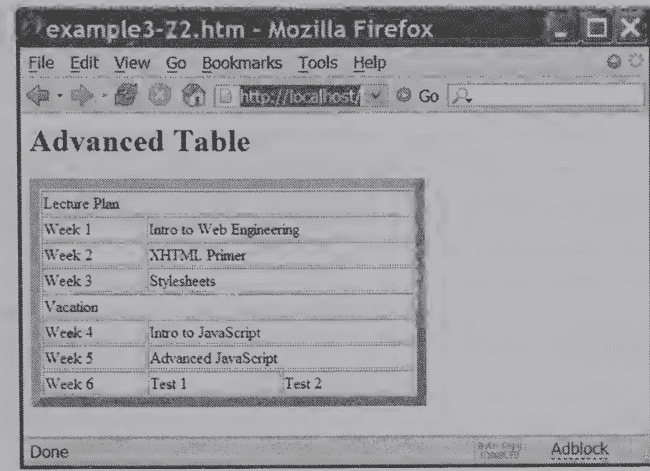 example3-22.htm - Mozilla Firefox
File Edit View Go Bookmarks Tools Help
http://localhost/ Go
Advanced Table
Lecture Plan
Week 1 Intro to Web Engineering
Week 2 XHTML Primer
Week 3 Stylesheets
Vacation
Week 4 Intro to JavaScript
Week 5 Advanced JavaScript
Week 6 Test 1 Test 2
Done Adblock